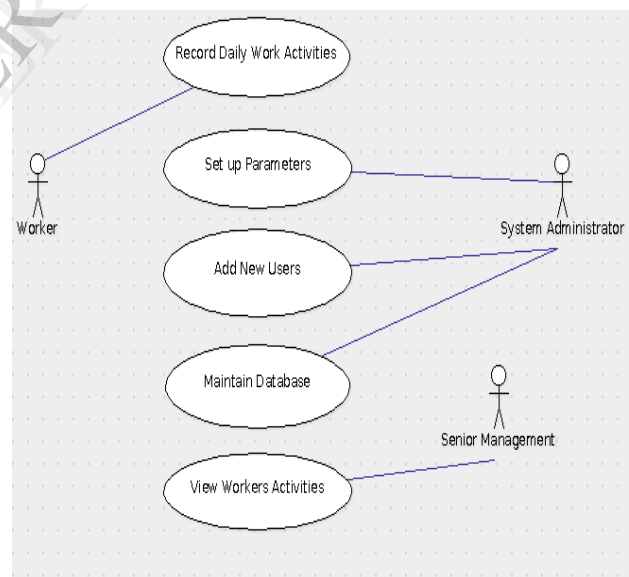 Record Daily Work Activities
Set up Parameters
Worker
System Administrator
Add New Users
Maintain Database
Senior Management
View Workers Activities